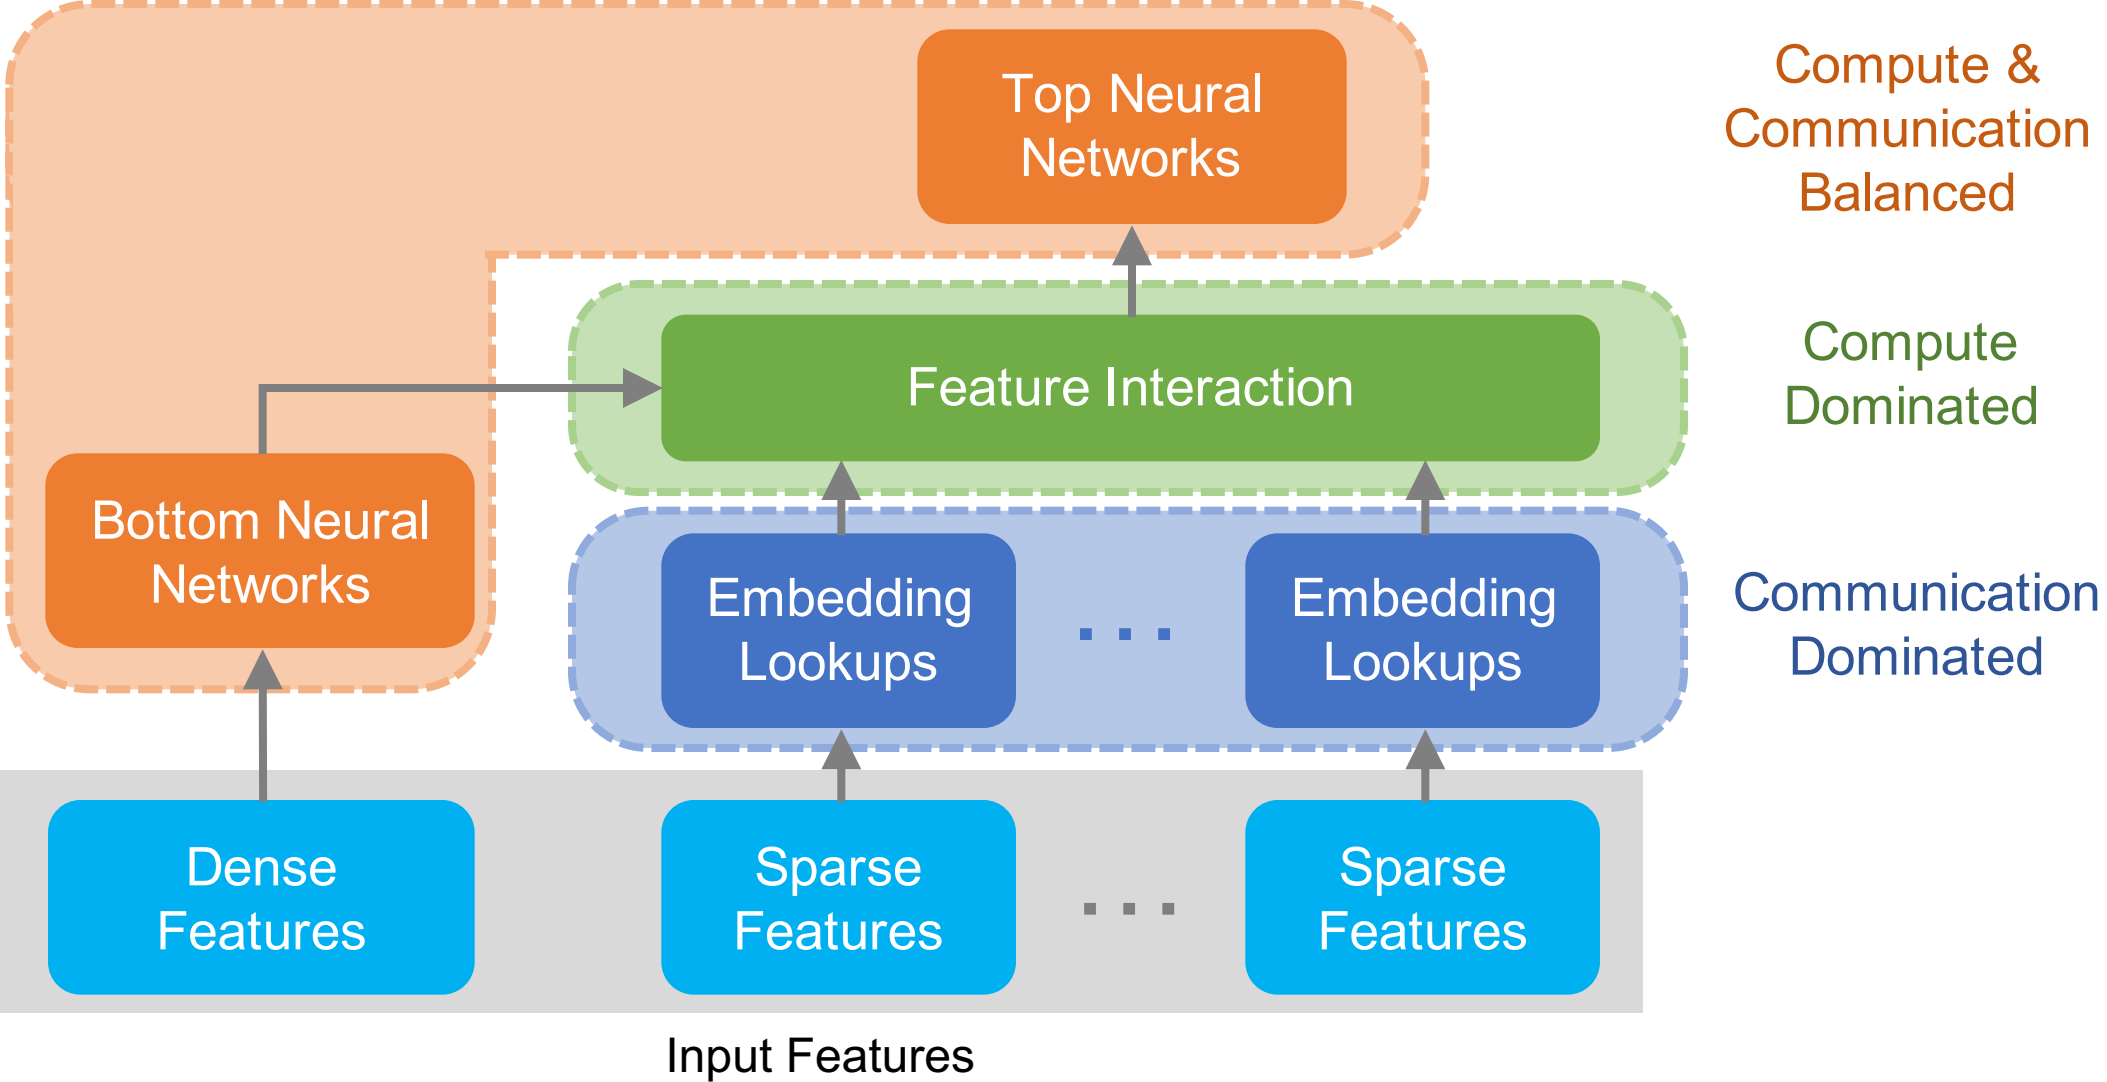 Top Neural
Networks
Compute &
Communication
Balanced
Feature Interaction
Compute
Dominated
Bottom Neural
Networks
Embedding
Lookups
...
Embedding
Lookups
Communication
Dominated
Dense
Features
Sparse
Features
...
Sparse
Features
Input Features